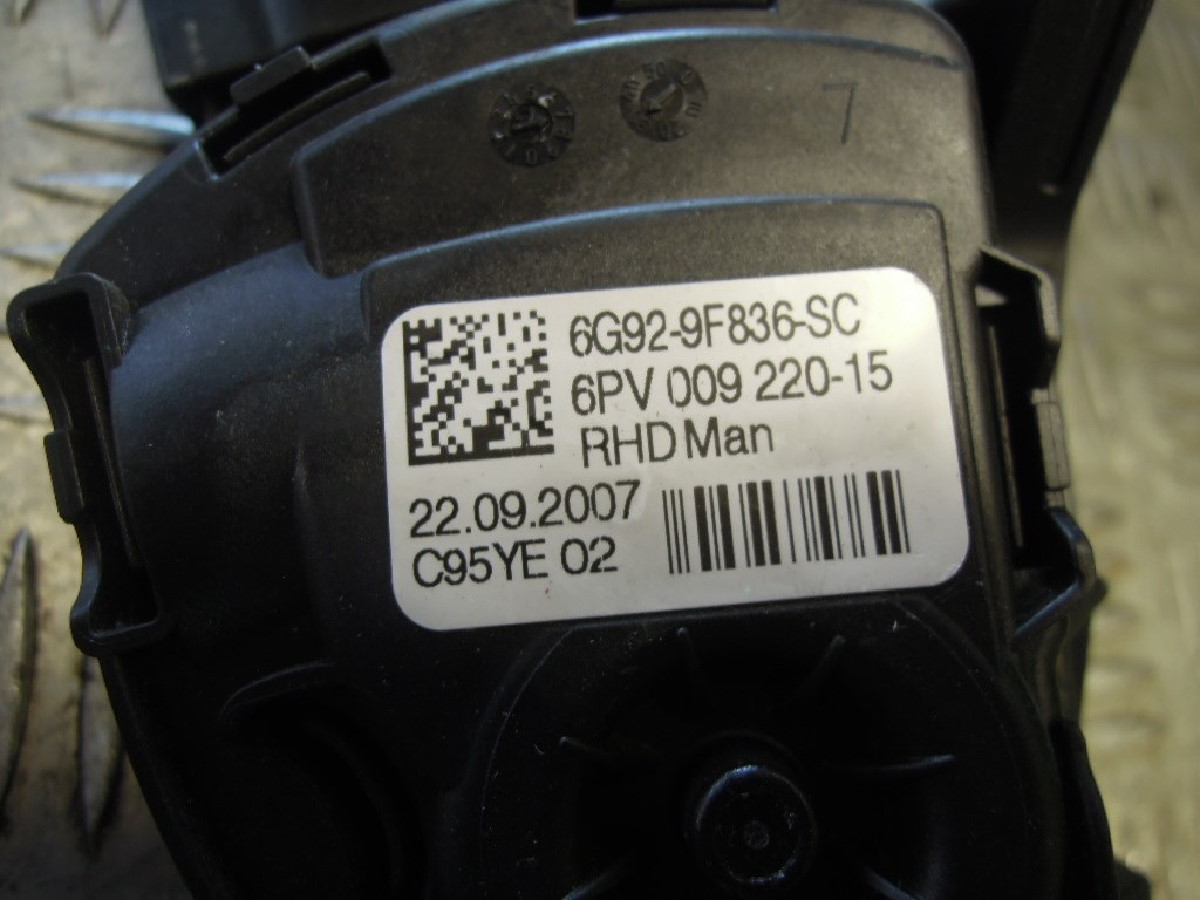 7
6G92-9F836-SC
6PV 009 220-15
RHD Man
22.09.2007
C95YE 02